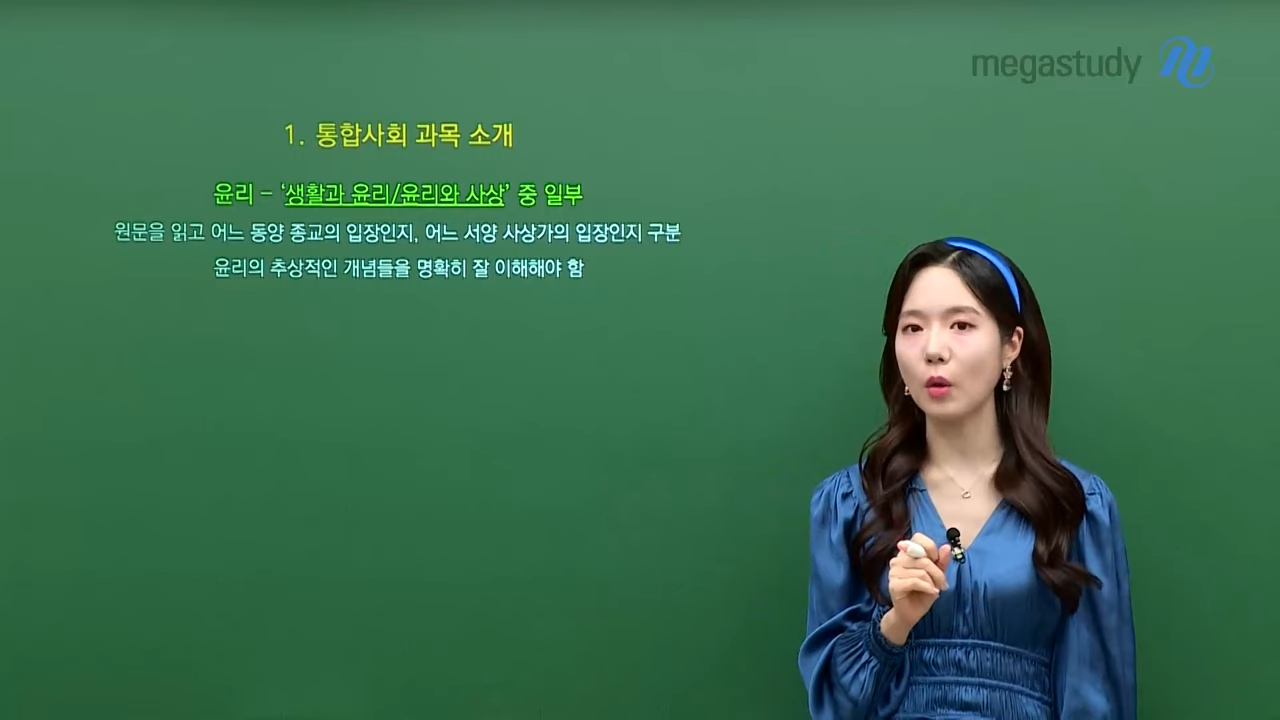 megastudy
1. 통합사회 과목 소개
윤리 - '생활과 윤리/윤리와 사상' 중 일부
원문을 읽고 어느 동양 종교의 입장인지, 어느 서양 사상가의 입장인지 구분
윤리의 추상적인 개념들을 명확히 잘 이해해야 함